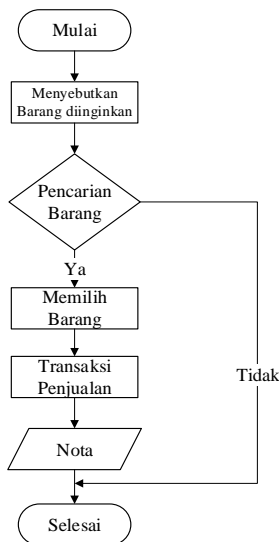 Mulai
Menyebutkan
Barang diinginkan
Pencarian
Barang
Ya
Memilih
Barang
Transaksi
Penjualan
Tidak
Nota
Selesai